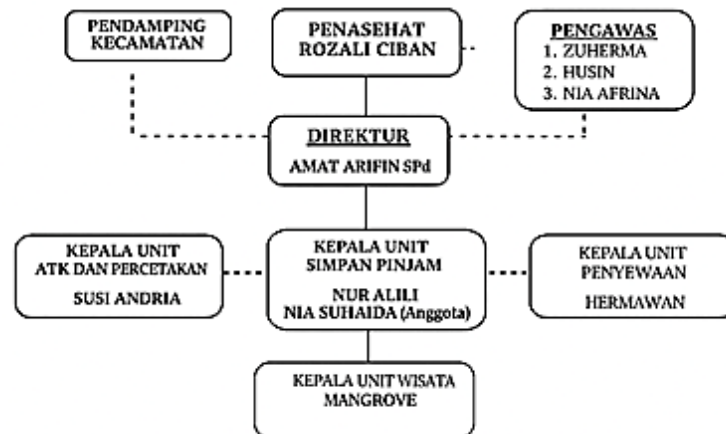 PENDAMPING
KECAMATAN
PENASEHAT
ROZALI CIBAN
PENGAWAS
1. ZUHERMA
2. HUSIN
3. NIA AFRINA
DIREKTUR
AMAT ARIFIN SPd
KEPALA UNIT
ATK DAN PERCETAKAN
SUSI ANDRIA
KEPALA UNIT
SIMPAN PINJAM
NUR ALILI
NIA SUHAIDA (Anggota)
KEPALA UNIT
PENYEWAAN
HERMAWAN
KEPALA UNIT WISATA
MANGROVE